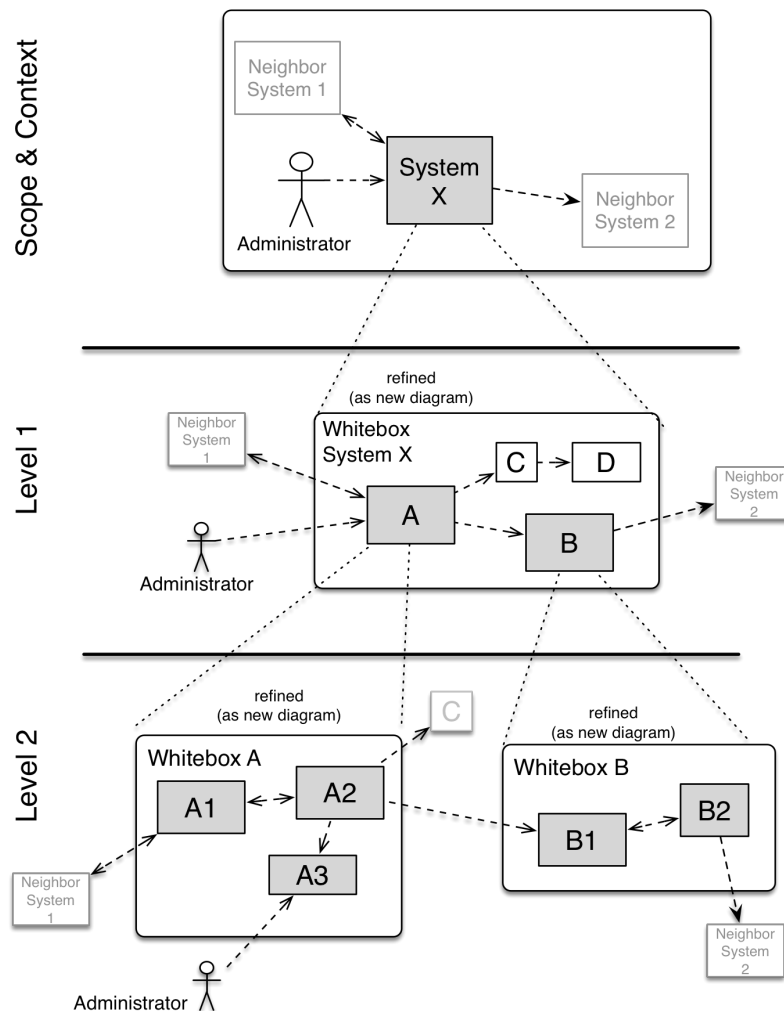 Scope & Context
Neighbor
System 1
System
X
Administrator
Neighbor
System 2
Level 1
refined
(as new diagram)
Neighbor
System
1
Whitebox
System X
C
D
A
B
Neighbor
System
2
Administrator
Level 2
refined
(as new diagram)
C
refined
(as new diagram)
Whitebox A
A1
A2
A3
Whitebox B
B1
B2
Neighbor
System
1
Neighbor
System
2
Administrator